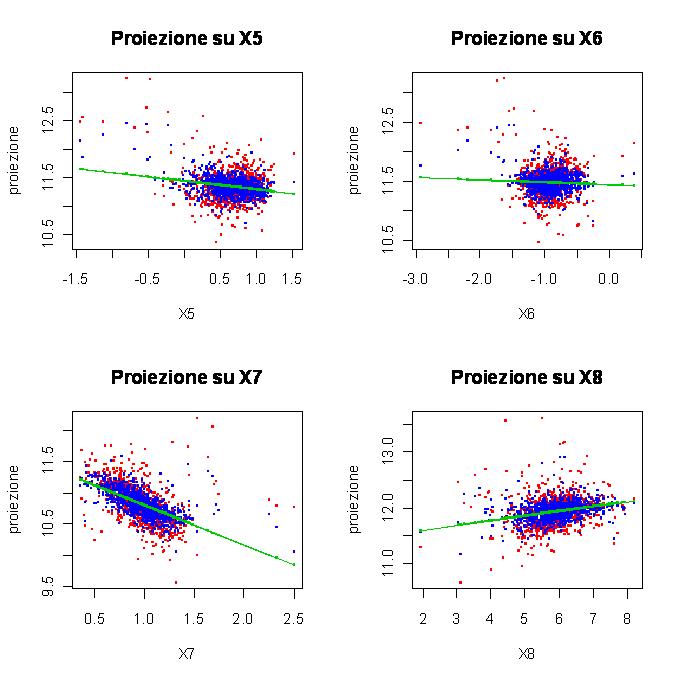 Proiezione su X5
proiezione
12.5
11.5
10.5
-1.5
-0.5
0.5
1.0
1.5
X5
Proiezione su X6
proiezione
12.5
11.5
10.5
-3.0
-2.0
-1.0
0.0
X6
Proiezione su X7
proiezione
11.5
10.5
9.5
0.5
1.0
1.5
2.0
2.5
X7
Proiezione su X8
proiezione
13.0
12.0
11.0
2
3
4
5
6
7
8
X8